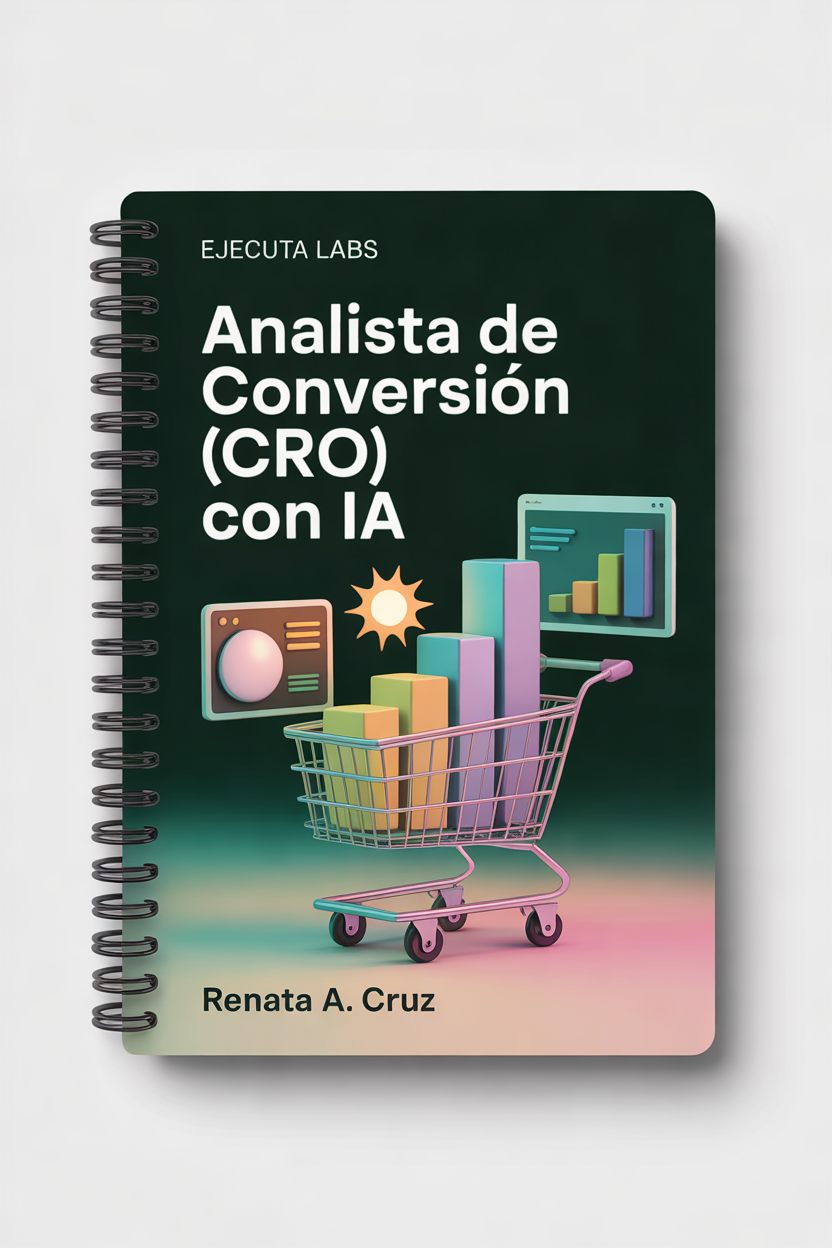 EJECUTA LABS
Analista de
Conversión
(CRO)
con IA
Renata A. Cruz